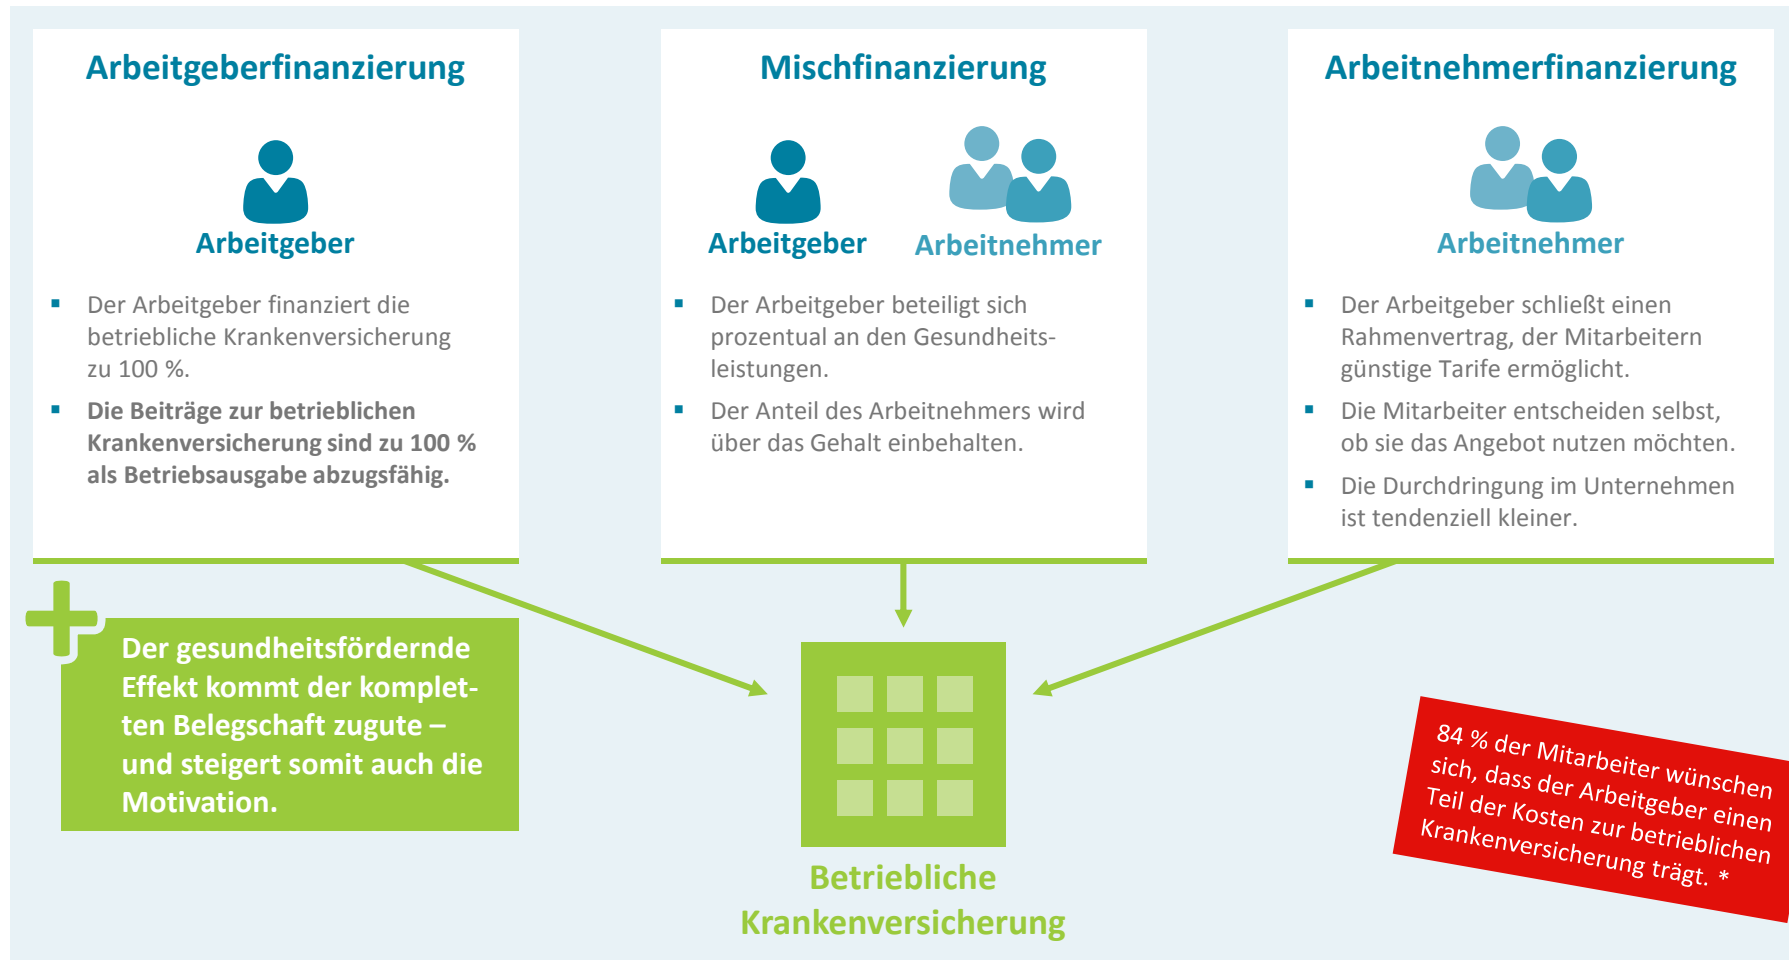 Arbeitgeberfinanzierung
Arbeitgeber
▪ Der Arbeitgeber finanziert die
betriebliche Krankenversicherung
zu 100 %.
▪ Die Beiträge zur betrieblichen
Krankenversicherung sind zu 100 %
als Betriebsausgabe abzugsfähig.
Mischfinanzierung
Arbeitgeber
Arbeitnehmer
▪ Der Arbeitgeber beteiligt sich
prozentual an den Gesundheits-
leistungen.
▪ Der Anteil des Arbeitnehmers wird
über das Gehalt einbehalten.
Arbeitnehmerfinanzierung
Arbeitnehmer
▪ Der Arbeitgeber schließt einen
Rahmenvertrag, der Mitarbeitern
günstige Tarife ermöglicht.
▪ Die Mitarbeiter entscheiden selbst,
ob sie das Angebot nutzen möchten.
▪ Die Durchdringung im Unternehmen
ist tendenziell kleiner.
Der gesundheitsfördernde
Effekt kommt der komplet-
ten Belegschaft zugute –
und steigert somit auch die
Motivation.
Betriebliche
Krankenversicherung
84 % der Mitarbeiter wünschen
sich, dass der Arbeitgeber einen
Teil der Kosten zur betrieblichen
Krankenversicherung trägt. *